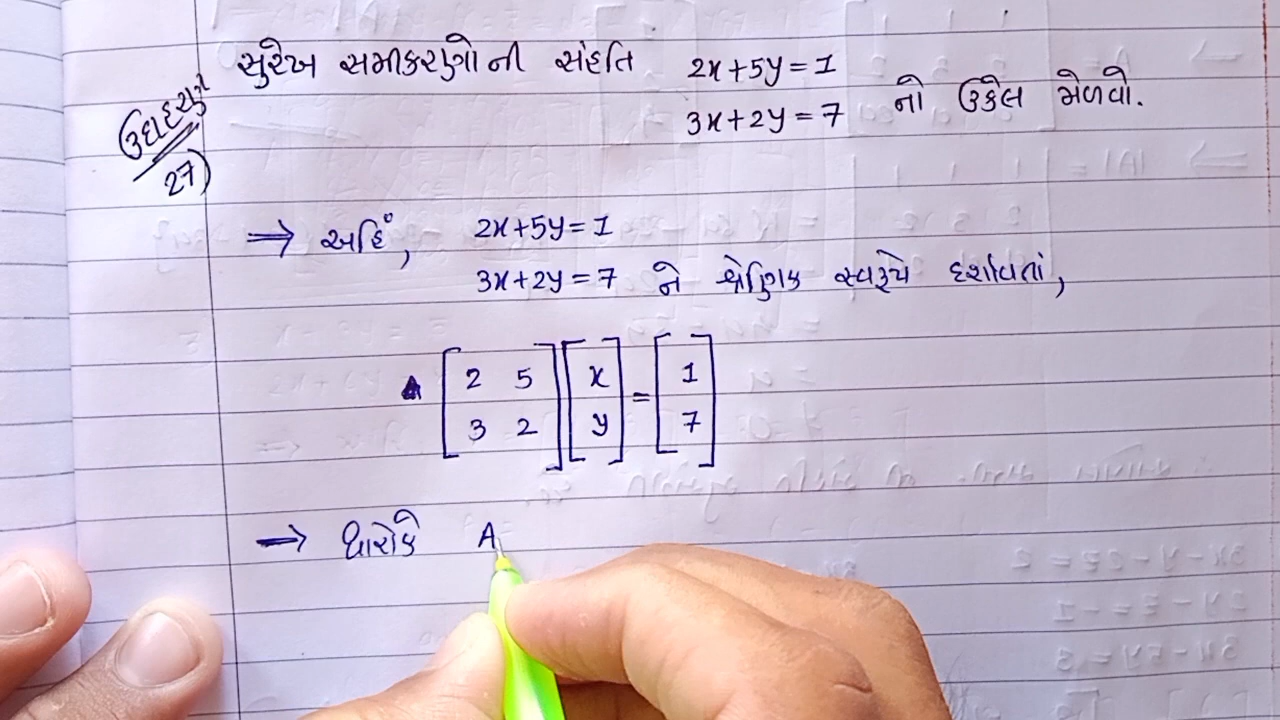 સુરેખ સમીકરણોની સંહતિ 2x+5y=1
3x+2y=7 નો ઉકેલ મેળવો.
ઉદાહરણ
27)
⇒ અહિં, 2x+5y=1
3x+2y=7 ને શ્રેણિક સ્વરૂપે દર્શાવતાં,
[2 5] [x] = [1]
[3 2] [y] [7]
→ ધારોકે A